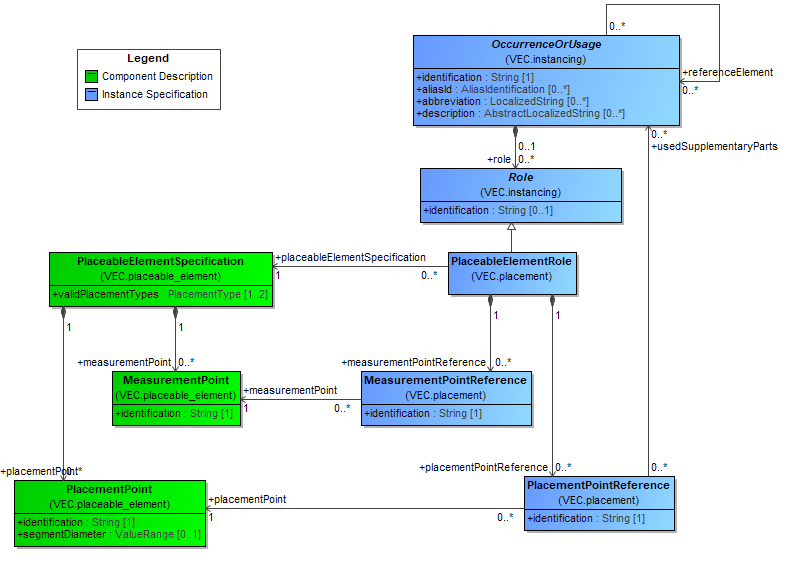 Legend
Component Description
Instance Specification
0..*
OccurrenceOrUsage
(VEC.instancing)
+identification : String [1]
+aliasId : AliasIdentification [0..*]
+abbreviation : LocalizedString [0..*]
+description : AbstractLocalizedString [0..*]
+referenceElement
0..*
0..*
+usedSupplementaryParts
0..1
+role 0..*
Role
(VEC.instancing)
+identification : String [0..1]
PlaceableElementSpecification
(VEC.placeable_element)
+validPlacementTypes : PlacementType [1..2]
+placeableElementSpecification
1
0..*
PlaceableElementRole
(VEC.placement)
1
1
1
1
+measurementPoint 0..*
+measurementPointReference 0..*
MeasurementPoint
(VEC.placeable_element)
+identification : String [1]
+measurementPoint
1
0..*
MeasurementPointReference
(VEC.placement)
+identification : String [1]
+placementPoint 0..*
+placementPointReference 0..*
0..*
PlacementPoint
(VEC.placeable_element)
+identification : String [1]
+segmentDiameter : ValueRange [0..1]
+placementPoint
1
0..*
PlacementPointReference
(VEC.placement)
+identification : String [1]